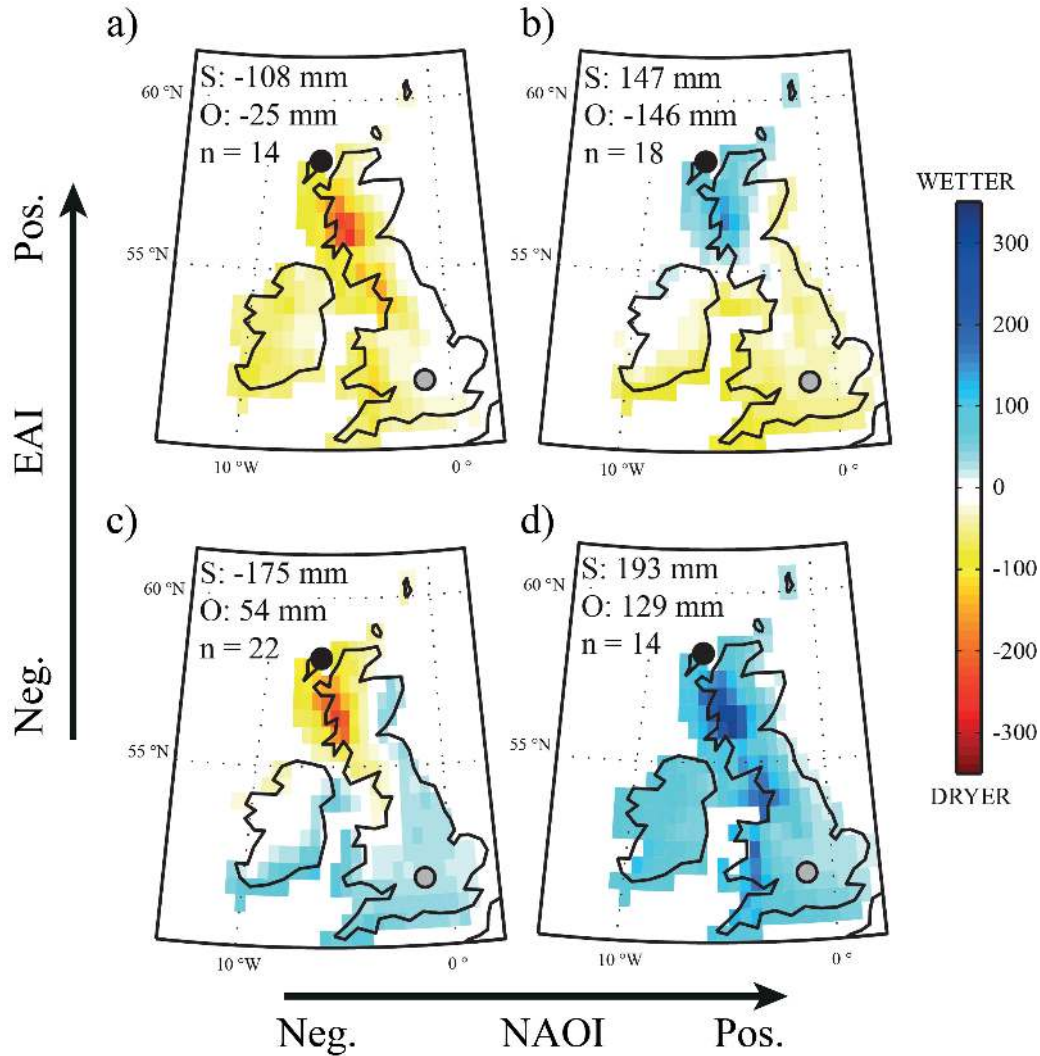 a)
S: -108 mm
O: -25 mm
n = 14
60 °N
55 °N
10 °W
0 °
b)
S: 147 mm
O: -146 mm
n = 18
60 °N
55 °N
10 °W
0 °
c)
S: -175 mm
O: 54 mm
n = 22
60 °N
55 °N
10 °W
0 °
d)
S: 193 mm
O: 129 mm
n = 14
60 °N
55 °N
10 °W
0 °
Pos.
EAI
Neg.
Neg.
NAOI
Pos.
WETTER
300
200
100
0
-100
-200
-300
DRYER